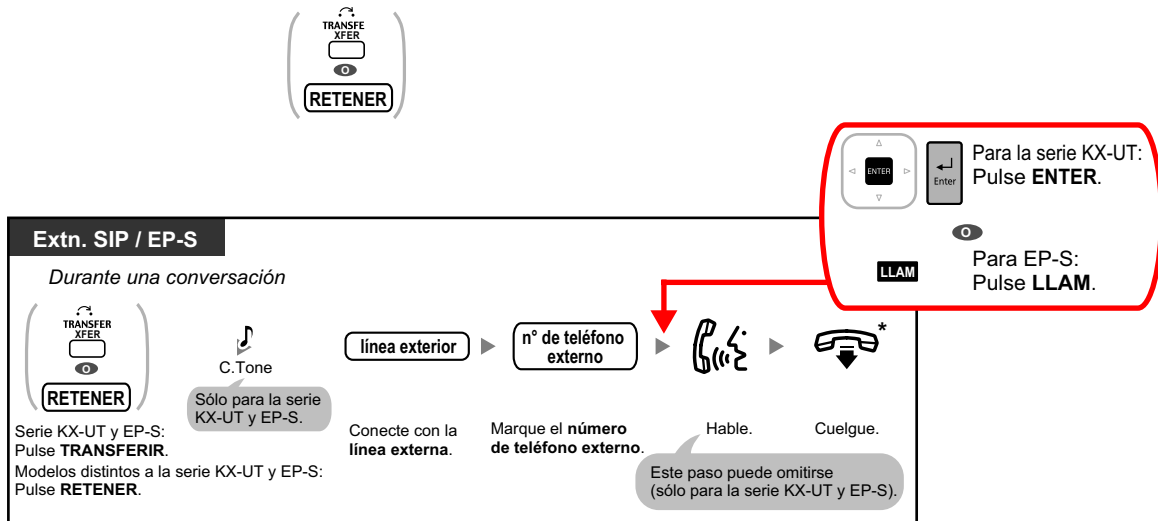 TRANSFE
XFER
O
RETENER
ENTER
Enter
Para la serie KX-UT:
Pulse ENTER.
O
LLAM
Para EP-S:
Pulse LLAM.
Extn. SIP / EP-S
Durante una conversación
TRANSFER
XFER
O
RETENER
Serie KX-UT y EP-S:
Pulse TRANSFERIR.
Modelos distintos a la serie KX-UT y EP-S:
Pulse RETENER.
C.Tone
Sólo para la serie
KX-UT y EP-S.
línea exterior
Conecte con la
línea externa.
n° de teléfono
externo
Marque el número
de teléfono externo.
Hable.
Este paso puede omitirse
(sólo para la serie KX-UT y EP-S).
*
Cuelgue.